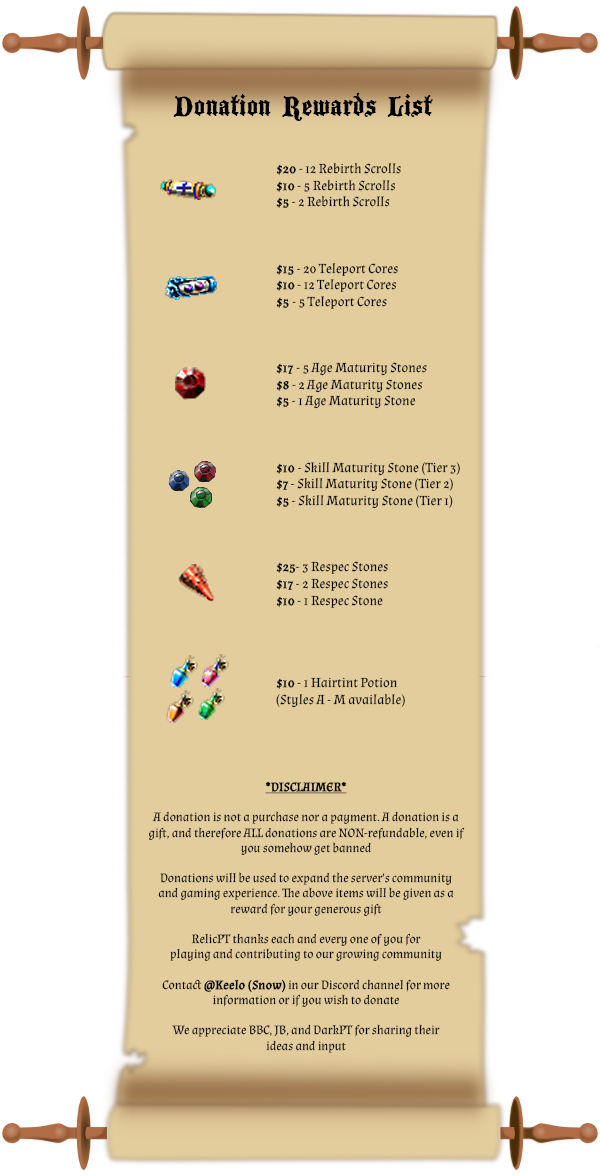 Donation Rewards List
$20 - 12 Rebirth Scrolls
$10 - 5 Rebirth Scrolls
$5 - 2 Rebirth Scrolls
$15 - 20 Teleport Cores
$10 - 12 Teleport Cores
$5 - 5 Teleport Cores
$17 - 5 Age Maturity Stones
$8 - 2 Age Maturity Stones
$5 - 1 Age Maturity Stone
$10 - Skill Maturity Stone (Tier 3)
$7 - Skill Maturity Stone (Tier 2)
$5 - Skill Maturity Stone (Tier 1)
$25- 3 Respec Stones
$17 - 2 Respec Stones
$10 - 1 Respec Stone
$10 - 1 Hairtint Potion
(Styles A - M available)
*DISCLAIMER*
A donation is not a purchase nor a payment. A donation is a
gift, and therefore ALL donations are NON-refundable, even if
you somehow get banned
Donations will be used to expand the server's community
and gaming experience. The above items will be given as a
reward for your generous gift
RelicPT thanks each and every one of you for
playing and contributing to our growing community
Contact @Keelo (Snow) in our Discord channel for more
information or if you wish to donate
We appreciate BBC, JB, and DarkPT for sharing their
ideas and input